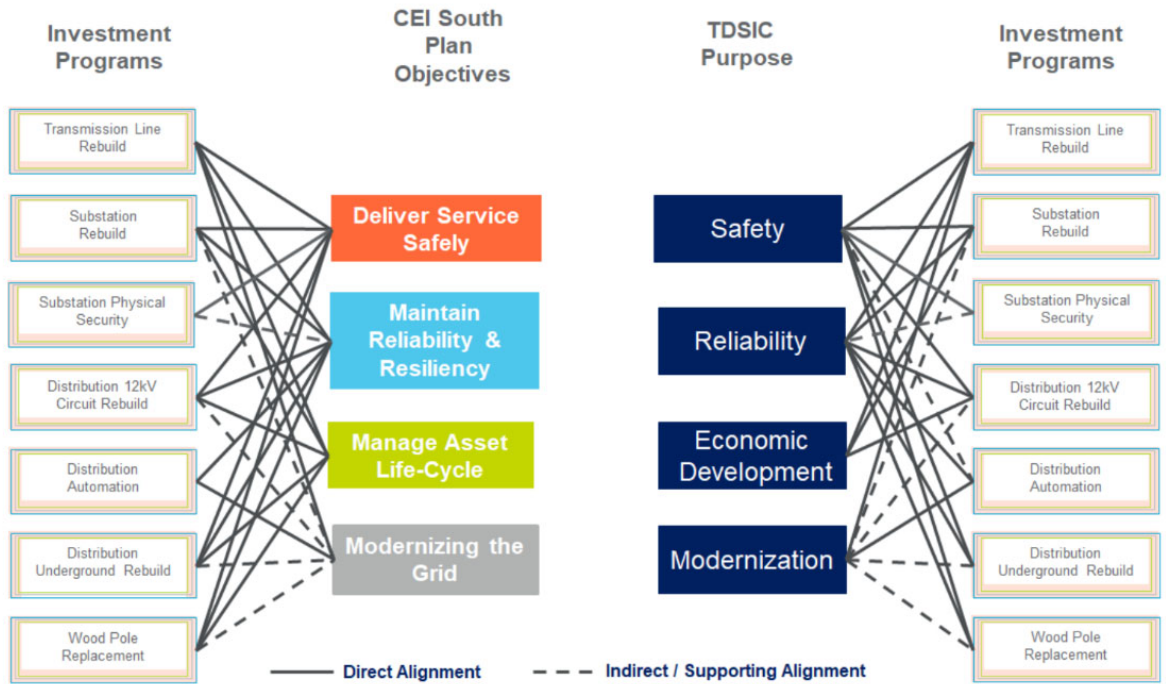 Investment
Programs
CEI South
Plan
Objectives
TDSIC
Purpose
Investment
Programs
Transmission Line
Rebuild
Substation
Rebuild
Substation Physical
Security
Distribution 12kV
Circuit Rebuild
Distribution
Automation
Distribution
Underground Rebuild
Wood Pole
Replacement
Deliver Service
Safely
Maintain
Reliability &
Resiliency
Manage Asset
Life-Cycle
Modernizing the
Grid
Safety
Reliability
Economic
Development
Modernization
Transmission Line
Rebuild
Substation
Rebuild
Substation Physical
Security
Distribution 12kV
Circuit Rebuild
Distribution
Automation
Distribution
Underground Rebuild
Wood Pole
Replacement
Direct Alignment
Indirect / Supporting Alignment